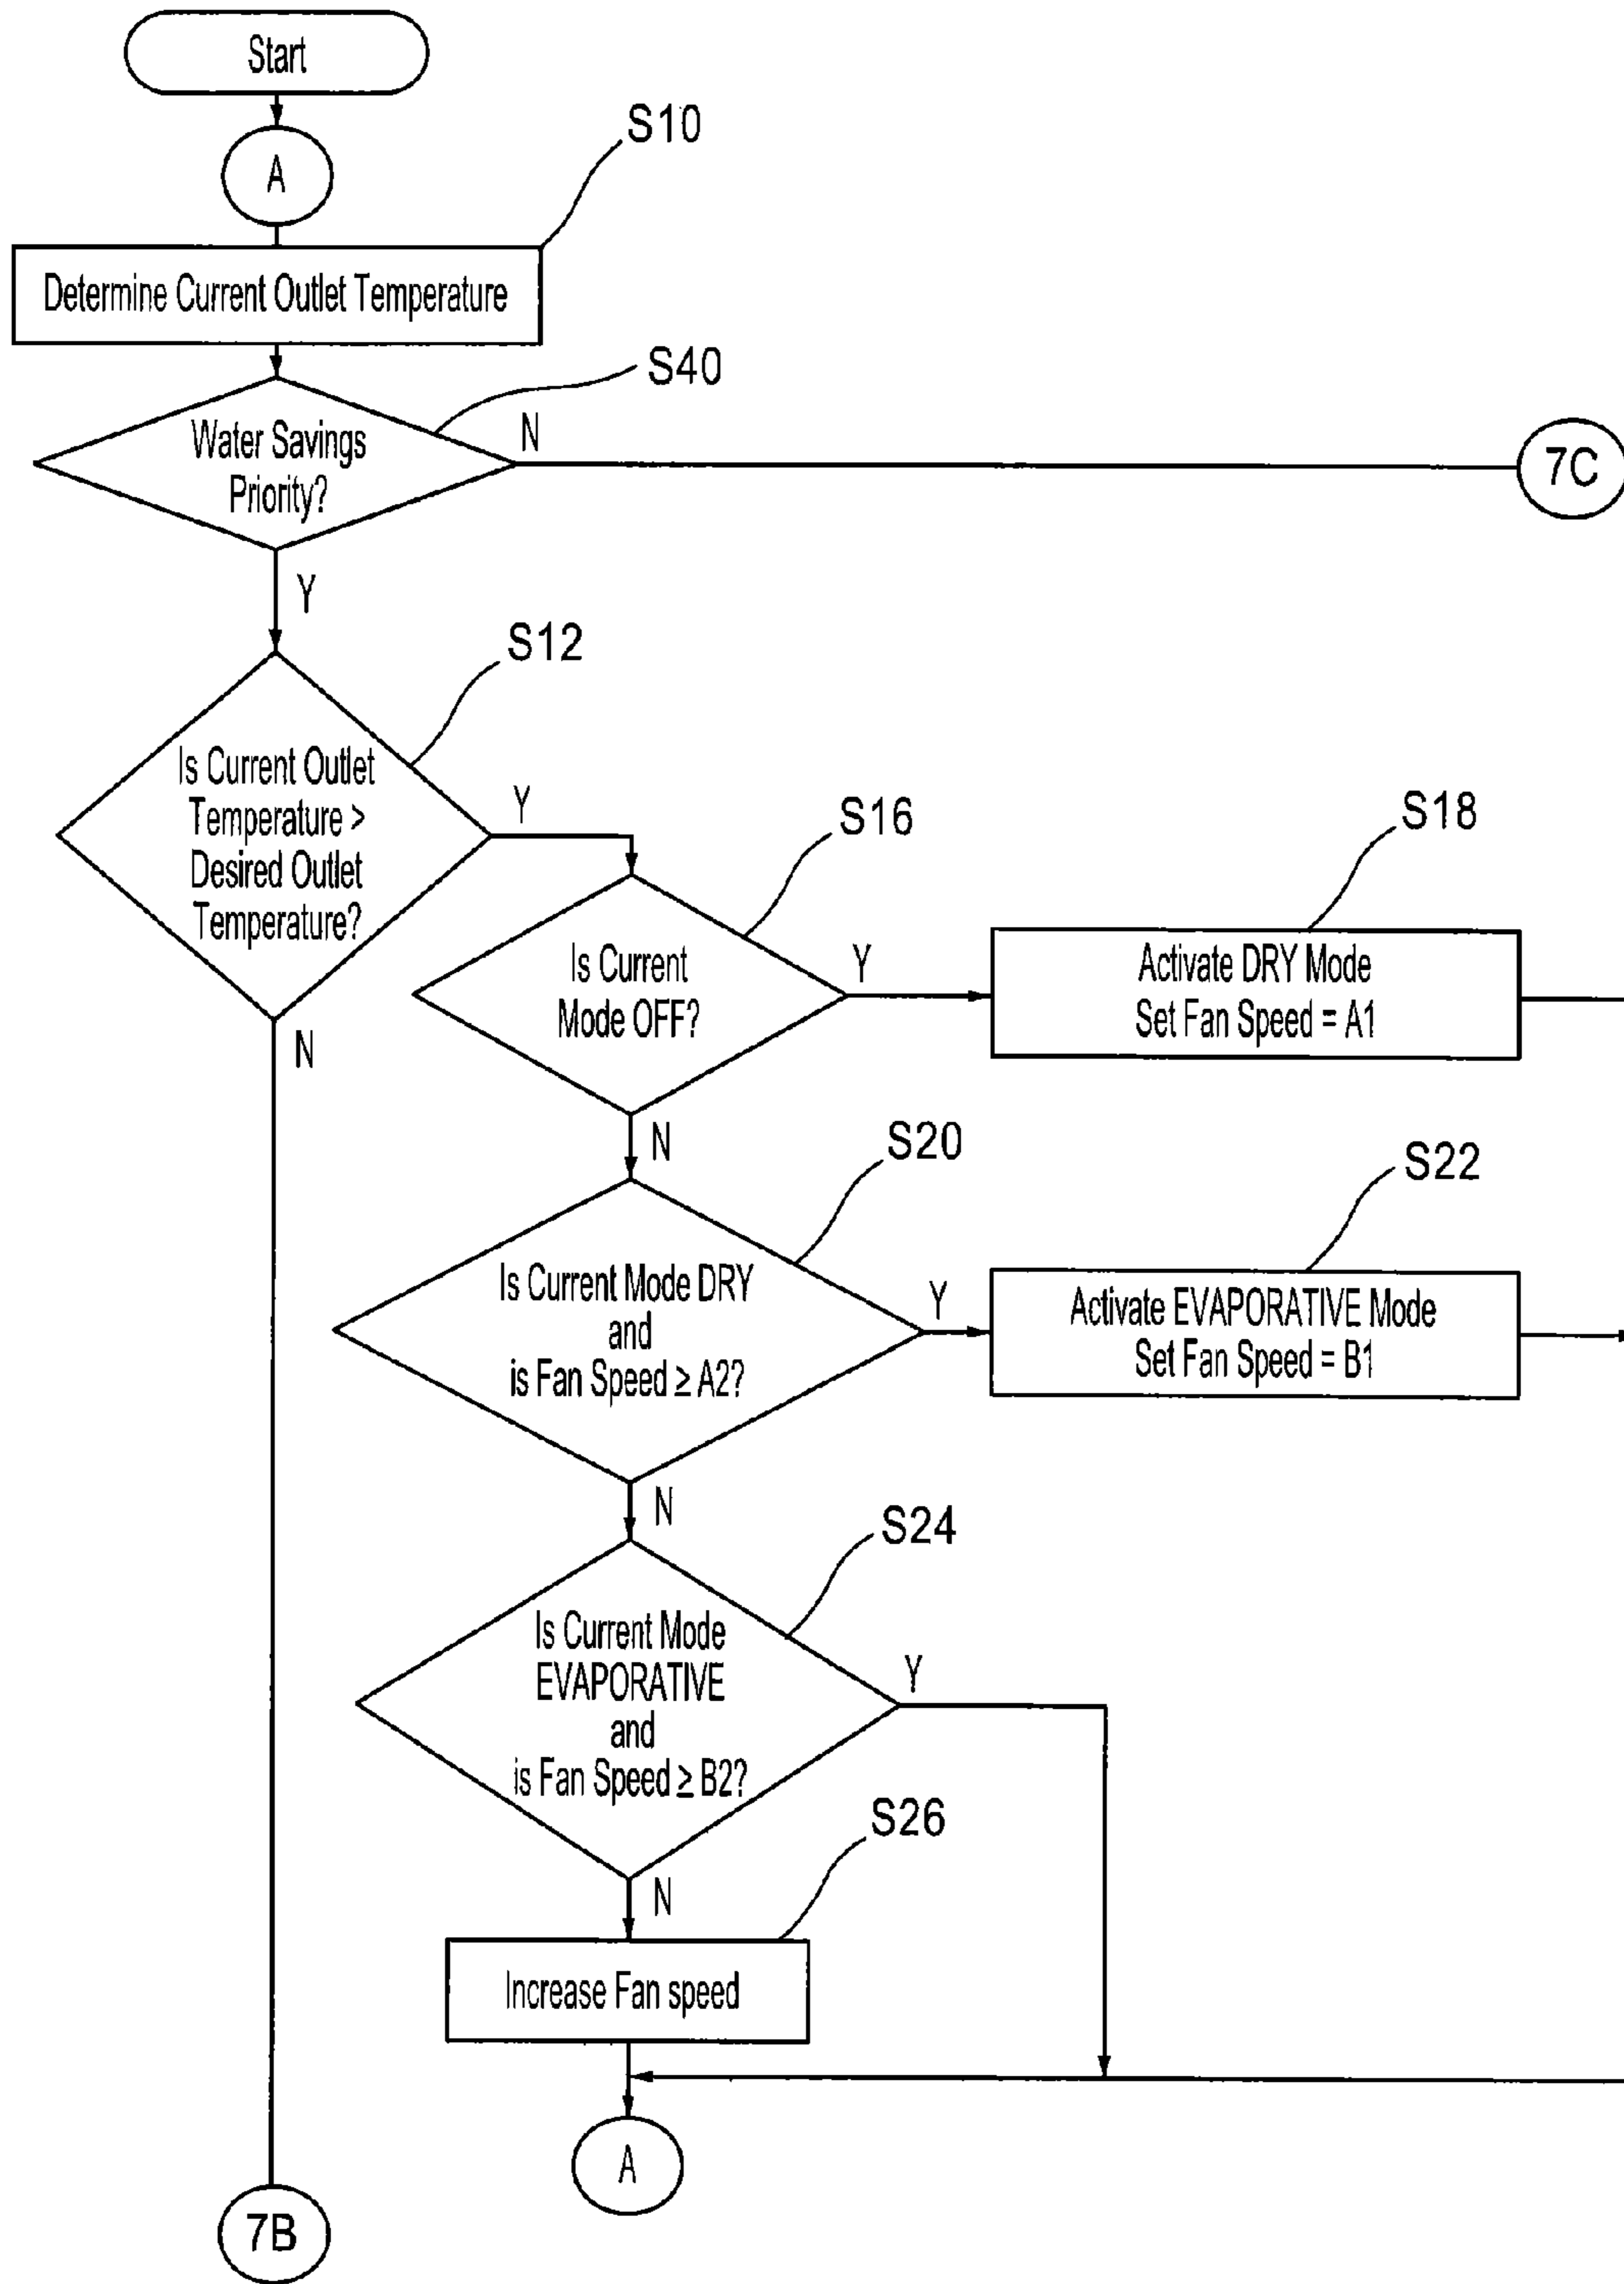 Start
A
S10
Determine Current Outlet Temperature
S40
Water Savings
Priority?
N
7C
Y
S12
Is Current Outlet
Temperature >
Desired Outlet
Temperature?
Y
N
S16
Is Current
Mode OFF?
Y
N
S18
Activate DRY Mode
Set Fan Speed = A1
S20
Is Current Mode DRY
and
is Fan Speed ≥ A2?
Y
N
S22
Activate EVAPORATIVE Mode
Set Fan Speed = B1
S24
Is Current Mode
EVAPORATIVE
and
is Fan Speed ≥ B2?
Y
N
S26
Increase Fan speed
A
7B